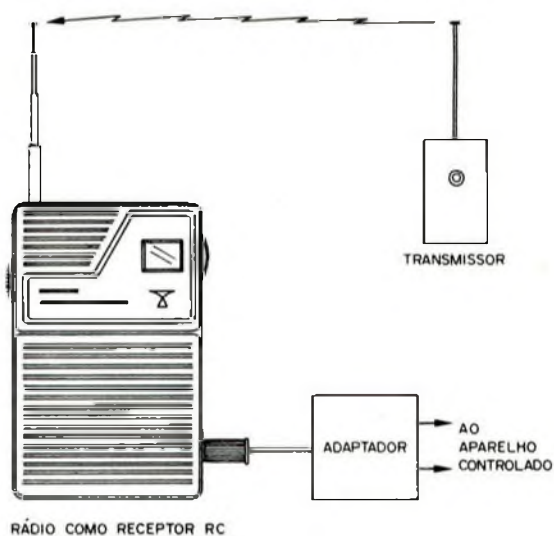 TRANSMISSOR
ADAPTADOR
AO
APARELHO
CONTROLADO
RÁDIO COMO RECEPTOR RC